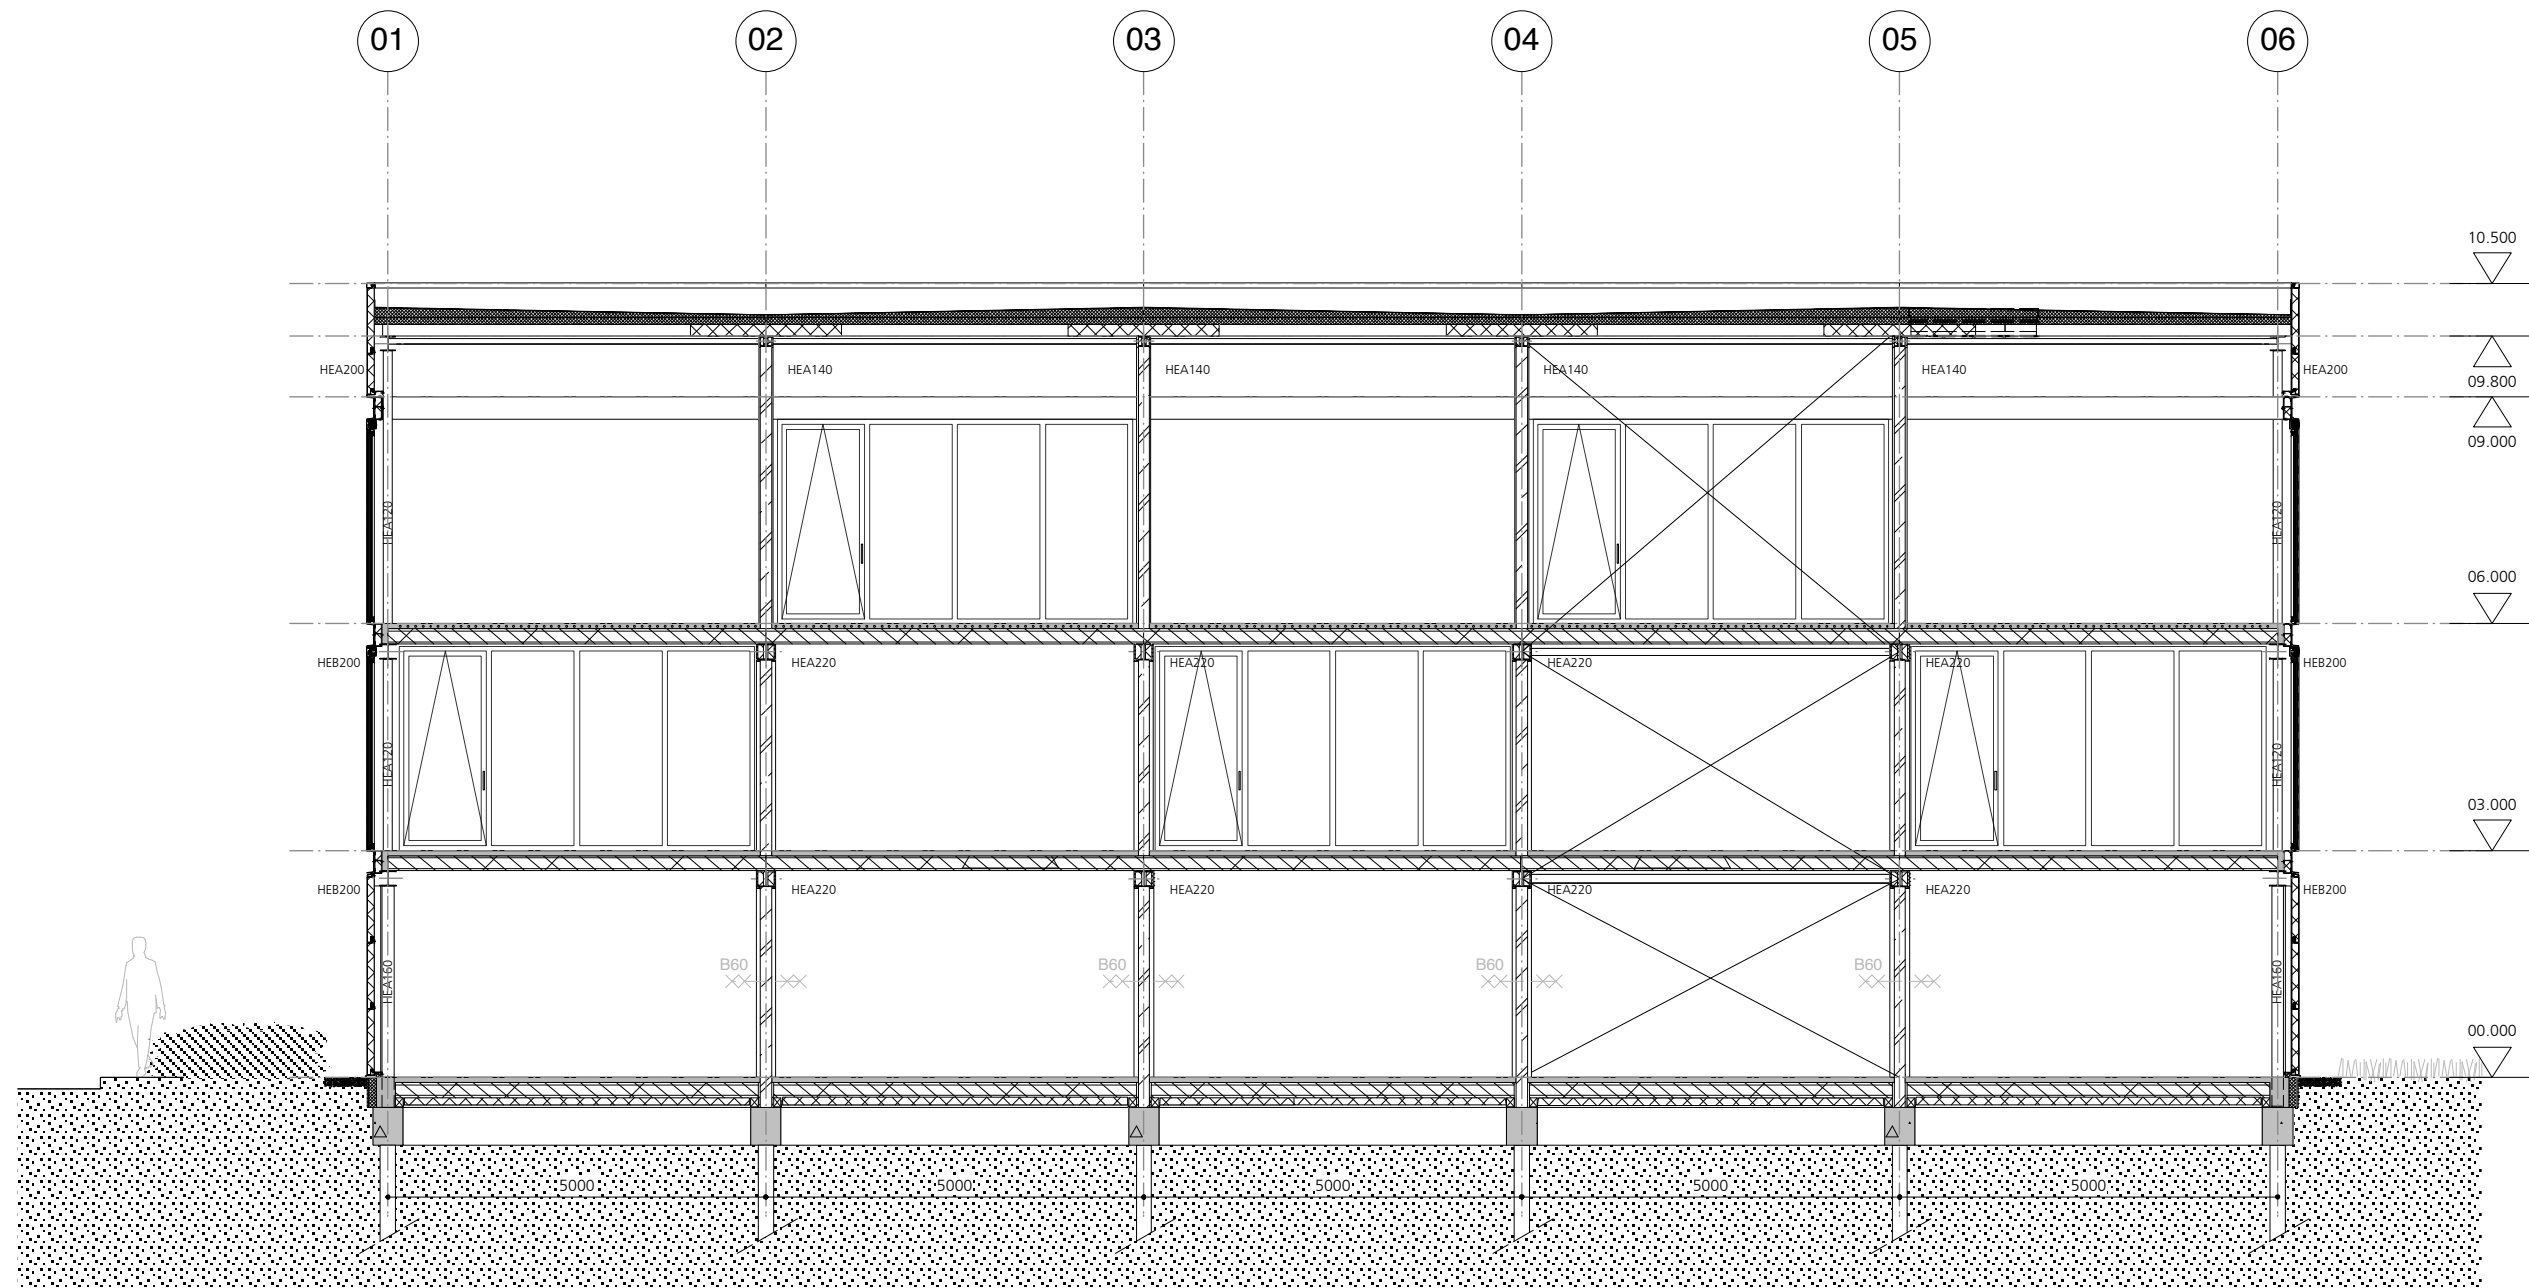 01 02 03 04 05 06
10.500
HEA200 HEA140 HEA140 HEA140 HEA140 HEA200
09.800
09.000
HEA120 HEA120
06.000
HEB200 HEA220 HEA220 HEA220 HEA220 HEB200
HEA120 HEA120
03.000
HEB200 HEA220 HEA220 HEA220 HEA220 HEB200
B60 B60 B60 B60
HEA160 HEA160
00.000
5000 5000 5000 5000 5000